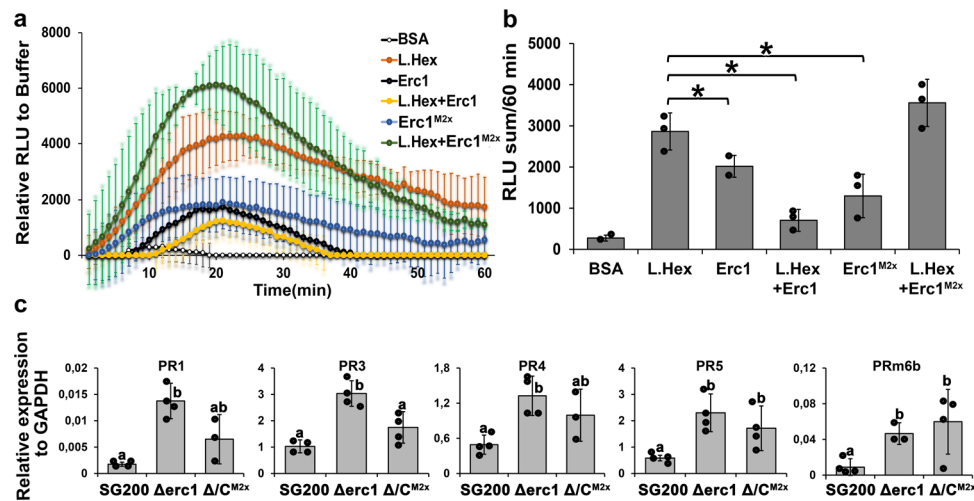 a
Relative RLU to Buffer
8000
6000
4000
2000
0
10
20
30
40
50
60
Time(min)
BSA
L.Hex
Erc1
L.Hex+Erc1
Erc1M2x
L.Hex+Erc1M2x
b
RLU sum/60 min
5000
4000
3000
2000
1000
0
*
*
*
BSA
L.Hex
Erc1
L.Hex
+Erc1
Erc1M2x
L.Hex
+Erc1M2x
c
Relative expression
to GAPDH
PR1
0,02
0,015
0,01
0,005
0
a
b
ab
SG200 Δerc1 Δ/CM2x
PR3
4
3
2
1
0
a
b
a
SG200 Δerc1 Δ/CM2x
PR4
1,8
1,2
0,6
0
a
b
ab
SG200 Δerc1 Δ/CM2x
PR5
4
3
2
1
0
a
b
b
SG200 Δerc1 Δ/CM2x
PRm6b
0,12
0,08
0,04
0
a
b
b
SG200 Δerc1 Δ/CM2x